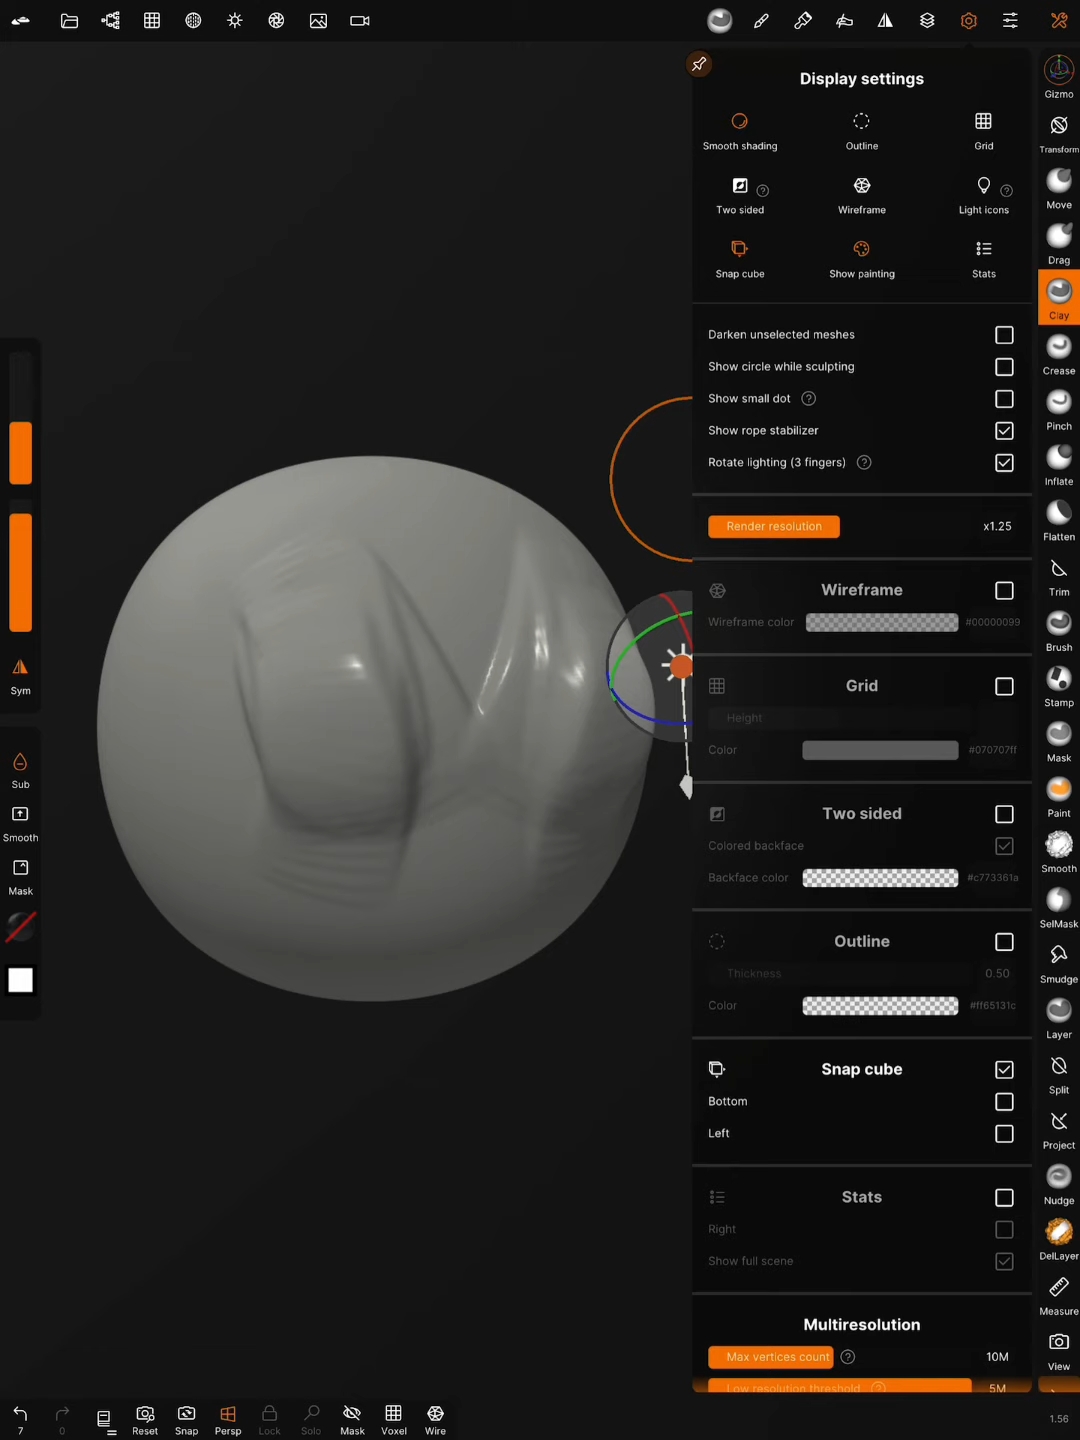 Display settings
Smooth shading
Outline
Grid
Two sided
?
Wireframe
Light icons
?
Snap cube
Show painting
Stats
Darken unselected meshes
Show circle while sculpting
Show small dot ?
Show rope stabilizer
Rotate lighting (3 fingers) ?
Render resolution x1.25
Wireframe
Wireframe color #00000099
Grid
Height
Color #070707ff
Two sided
Colored backface
Backface color #c773361a
Outline
Thickness 0.50
Color #ff65131c
Snap cube
Bottom
Left
Stats
Right
Show full scene
Multiresolution
Max vertices count ? 10M
Low resolution threshold ? 5M
Gizmo
Transform
Move
Drag
Clay
Crease
Pinch
Inflate
Flatten
Trim
Brush
Stamp
Mask
Paint
Smooth
SelMask
Smudge
Layer
Split
Project
Nudge
DelLayer
Measure
View
1.56
Sym
Sub
Smooth
Mask
7
0
Reset
Snap
Persp
Lock
Solo
Mask
Voxel
Wire